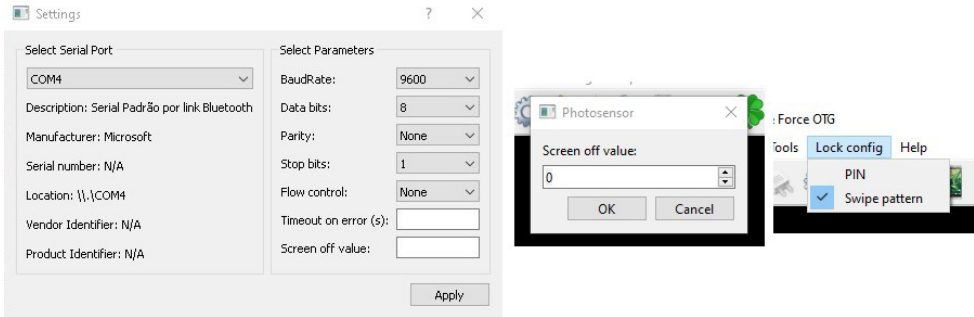 Settings
?
Select Serial Port
COM4
Description: Serial Padrão por link Bluetooth
Manufacturer: Microsoft
Serial number: N/A
Location: \\.\COM4
Vendor Identifier: N/A
Product Identifier: N/A
Select Parameters
BaudRate: 9600
Data bits: 8
Parity: None
Stop bits: 1
Flow control: None
Timeout on error (s):
Screen off value:
Apply
Photosensor
Screen off value:
0
OK Cancel
Force OTG
Tools Lock config Help
PIN
Swipe pattern